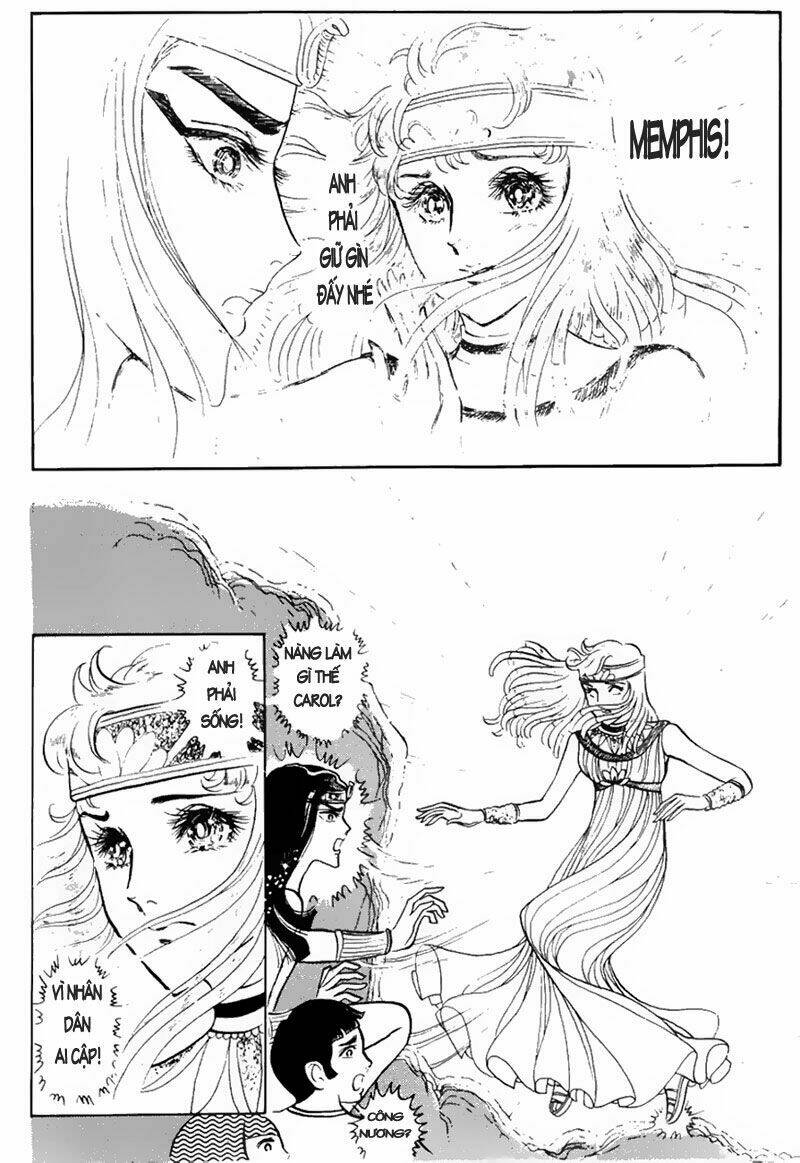 MEMPHIS!
ANH
PHẢI
GIỮ GÌN
ĐẤY NHÉ
NÀNG LÀM
GÌ THẾ
CAROL?
ANH
PHẢI
SỐNG!
VÌ NHÂN
DÂN
AI CẬP!
CÔNG
NƯƠNG?